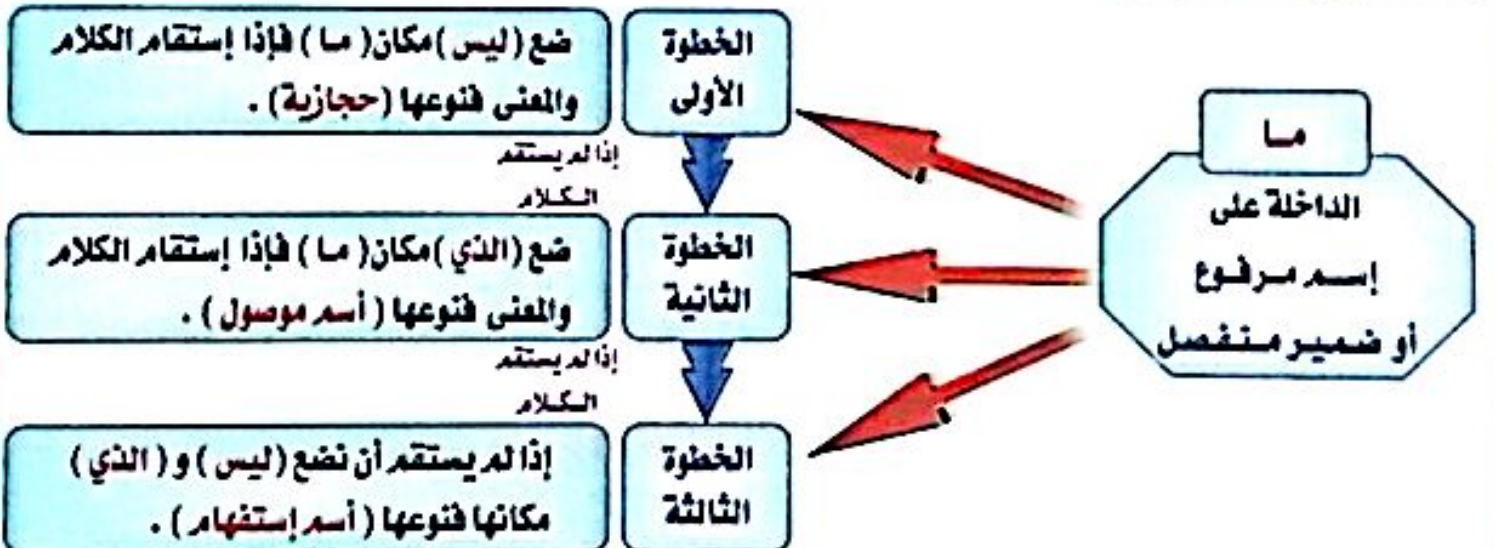 ما
الداخلة على
إسم مرفوع
أو ضمير متفصل
الخطوة
الأولى
ضع (ليس) مكان (ما) فإذا إستقام الكلام
والمعنى فنوعها (حجازية) .
إذا لم يستقم
الكلام
الخطوة
الثانية
ضع (الذي) مكان (ما) فإذا إستقام الكلام
والمعنى فنوعها (أسم موصول) .
إذا لم يستقم
الكلام
الخطوة
الثالثة
إذا لم يستقم أن نضع (ليس) و (الذي)
مكانها فنوعها (أسم إستفهام) .